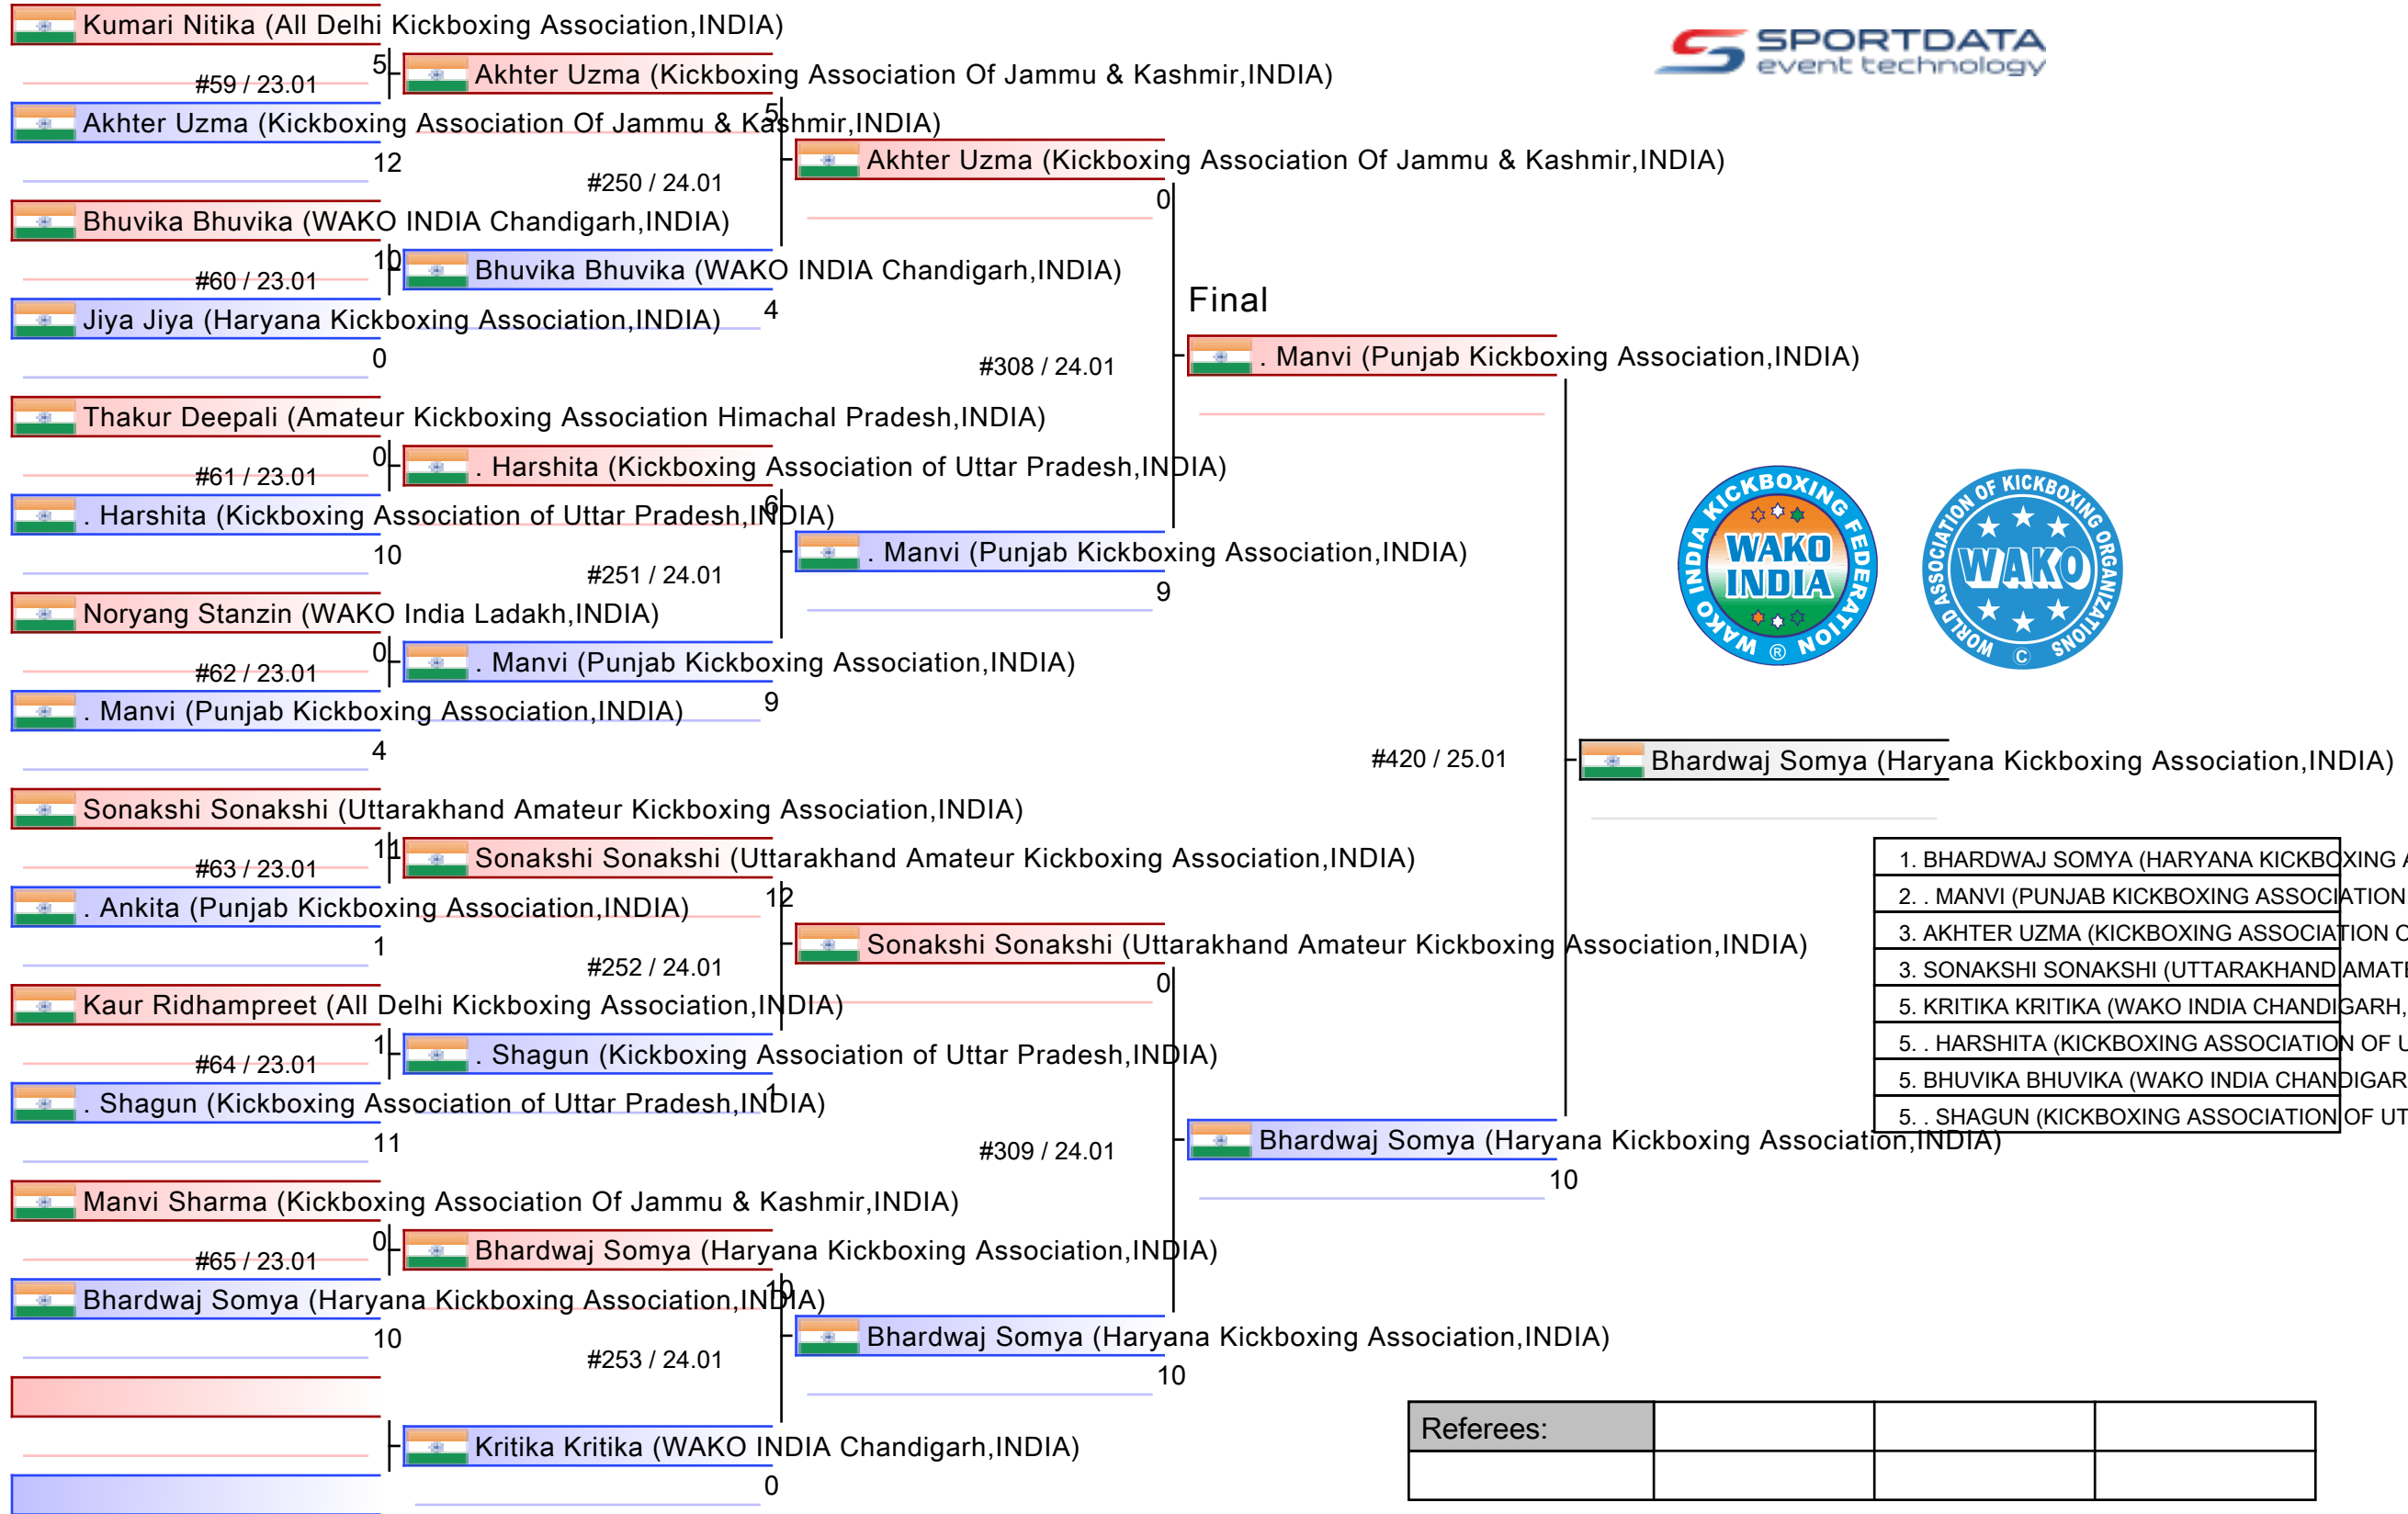 Kumari Nitika (All Delhi Kickboxing Association,INDIA)
5
#59 / 23.01
Akhter Uzma (Kickboxing Association Of Jammu & Kashmir,INDIA)
12
Akhter Uzma (Kickboxing Association Of Jammu & Kashmir,INDIA)
5
#250 / 24.01
Bhuvika Bhuvika (WAKO INDIA Chandigarh,INDIA)
10
#60 / 23.01
Jiya Jiya (Haryana Kickboxing Association,INDIA)
0
Bhuvika Bhuvika (WAKO INDIA Chandigarh,INDIA)
4
Akhter Uzma (Kickboxing Association Of Jammu & Kashmir,INDIA)
0
#308 / 24.01
Thakur Deepali (Amateur Kickboxing Association Himachal Pradesh,INDIA)
0
#61 / 23.01
. Harshita (Kickboxing Association of Uttar Pradesh,INDIA)
10
. Harshita (Kickboxing Association of Uttar Pradesh,INDIA)
6
#251 / 24.01
Noryang Stanzin (WAKO India Ladakh,INDIA)
0
#62 / 23.01
. Manvi (Punjab Kickboxing Association,INDIA)
4
. Manvi (Punjab Kickboxing Association,INDIA)
9
. Manvi (Punjab Kickboxing Association,INDIA)
9
Final
. Manvi (Punjab Kickboxing Association,INDIA)
#420 / 25.01
Sonakshi Sonakshi (Uttarakhand Amateur Kickboxing Association,INDIA)
11
#63 / 23.01
. Ankita (Punjab Kickboxing Association,INDIA)
1
Sonakshi Sonakshi (Uttarakhand Amateur Kickboxing Association,INDIA)
12
#252 / 24.01
Kaur Ridhampreet (All Delhi Kickboxing Association,INDIA)
1
#64 / 23.01
. Shagun (Kickboxing Association of Uttar Pradesh,INDIA)
11
. Shagun (Kickboxing Association of Uttar Pradesh,INDIA)
1
Sonakshi Sonakshi (Uttarakhand Amateur Kickboxing Association,INDIA)
0
#309 / 24.01
Manvi Sharma (Kickboxing Association Of Jammu & Kashmir,INDIA)
0
#65 / 23.01
Bhardwaj Somya (Haryana Kickboxing Association,INDIA)
10
Bhardwaj Somya (Haryana Kickboxing Association,INDIA)
10
#253 / 24.01
Kritika Kritika (WAKO INDIA Chandigarh,INDIA)
0
Bhardwaj Somya (Haryana Kickboxing Association,INDIA)
10
Bhardwaj Somya (Haryana Kickboxing Association,INDIA)
10
Bhardwaj Somya (Haryana Kickboxing Association,INDIA)
SPORTDATA
event technology
WAKO INDIA KICKBOXING FEDERATION ®
WAKO
INDIA
WORLD ASSOCIATION OF KICKBOXING ORGANIZATIONS ©
WAKO
1. BHARDWAJ SOMYA (HARYANA KICKBOXING
2. . MANVI (PUNJAB KICKBOXING ASSOCIATION
3. AKHTER UZMA (KICKBOXING ASSOCIATION
3. SONAKSHI SONAKSHI (UTTARAKHAND AMATE
5. KRITIKA KRITIKA (WAKO INDIA CHANDIGARH,
5. . HARSHITA (KICKBOXING ASSOCIATION OF U
5. BHUVIKA BHUVIKA (WAKO INDIA CHANDIGAR
5. . SHAGUN (KICKBOXING ASSOCIATION OF UT
Referees: